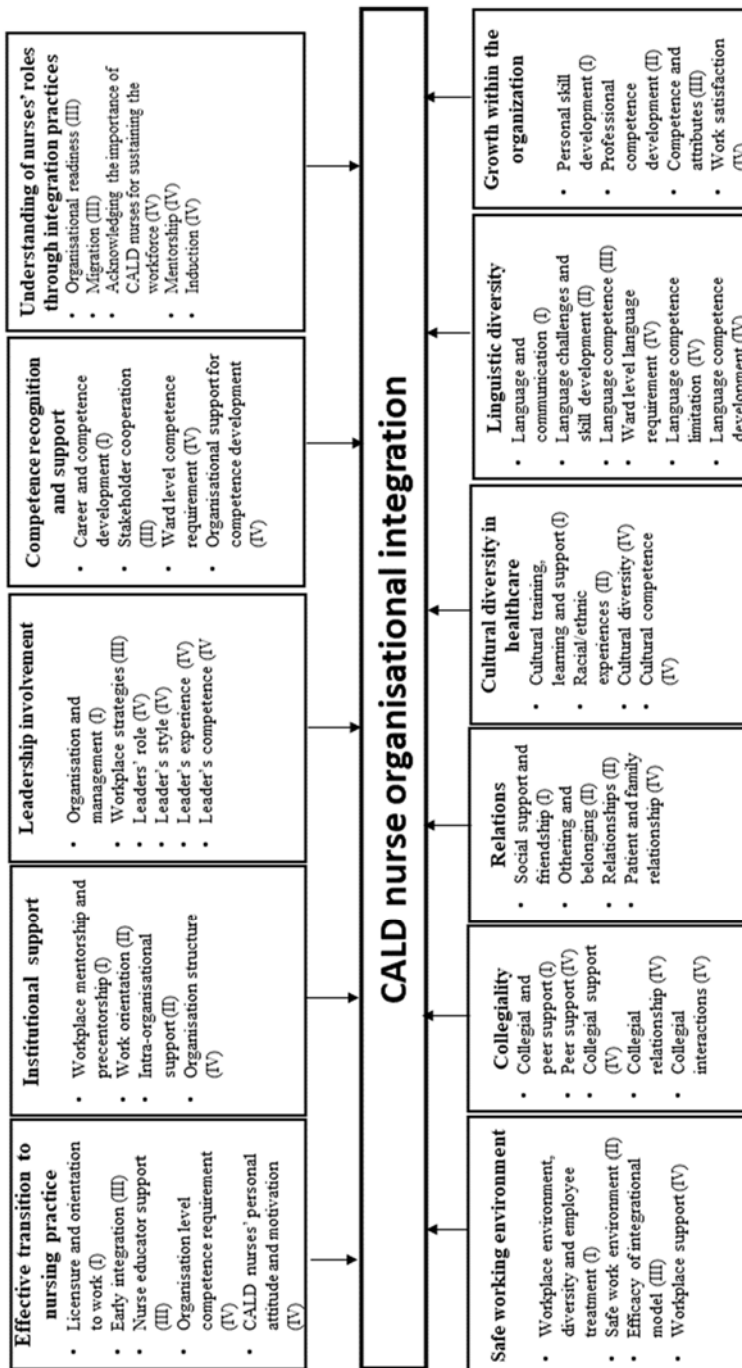 Effective transition to
nursing practice
• Licensure and orientation
to work (I)
• Early integration (III)
• Nurse educator support
(III)
• Organisation level
competence requirement
(IV)
• CALD nurses' personal
attitude and motivation
(IV)
Institutional support
• Workplace mentorship and
precentorship (I)
• Work orientation (II)
• Intra-organisational
support (II)
• Organisation structure
(IV)
Leadership involvement
• Organisation and
management (I)
• Workplace strategies (III)
• Leaders' role (IV)
• Leader's style (IV)
• Leader's experience (IV)
• Leader's competence (IV
Competence recognition
and support
• Career and competence
development (I)
• Stakeholder cooperation
(III)
• Ward level competence
requirement (IV)
• Organisational support for
competence development
(IV)
Understanding of nurses' roles
through integration practices
• Organisational readiness (III)
• Migration (III)
• Acknowledging the importance of
CALD nurses for sustaining the
workforce (IV)
• Mentorship (IV)
• Induction (IV)
CALD nurse organisational integration
Safe working environment
• Workplace environment,
diversity and employee
treatment (I)
• Safe work environment (II)
• Efficacy of integrational
model (III)
• Workplace support (IV)
Collegiality
• Collegial and
peer support (I)
• Peer support (IV)
• Collegial support
(IV)
• Collegial
relationship (IV)
• Collegial
interactions (IV)
Relations
• Social support and
friendship (I)
• Othering and
belonging (II)
• Relationships (II)
• Patient and family
relationship (IV)
Cultural diversity in
healthcare
• Cultural training,
learning and support (I)
• Racial/ethnic
experiences (II)
• Cultural diversity (IV)
• Cultural competence
(IV)
Linguistic diversity
• Language and
communication (I)
• Language challenges and
skill development (II)
• Language competence (III)
• Ward level language
requirement (IV)
• Language competence
limitation (IV)
• Language competence
development (IV)
Growth within the
organization
• Personal skill
development (I)
• Professional
competence
development (II)
• Competence and
attributes (III)
• Work satisfaction
(IV)